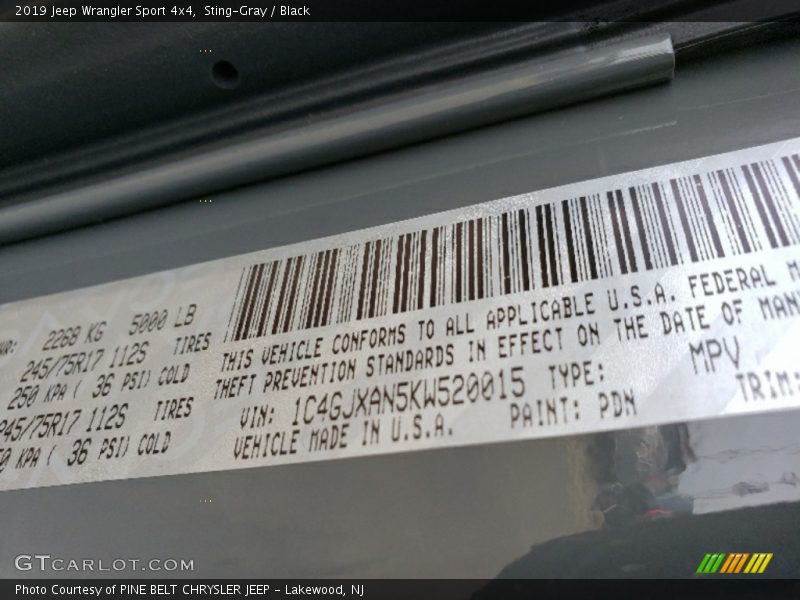 2019 Jeep Wrangler Sport 4x4,  Sting-Gray / Black
2268 KG 5000 LB
245/75R17 112S TIRES
250 KPA ( 36 PSI) COLD
245/75R17 112S TIRES
KPA ( 36 PSI) COLD
THIS VEHICLE CONFORMS TO ALL APPLICABLE U.S.A. FEDERAL
THEFT PREVENTION STANDARDS IN EFFECT ON THE DATE OF
VIN: 1C4GJXAN5KW520015 TYPE: MPV
VEHICLE MADE IN U.S.A. PAINT: PDN TRIM:
GTCARLOT.COM
Photo Courtesy of PINE BELT CHRYSLER JEEP - Lakewood, NJ